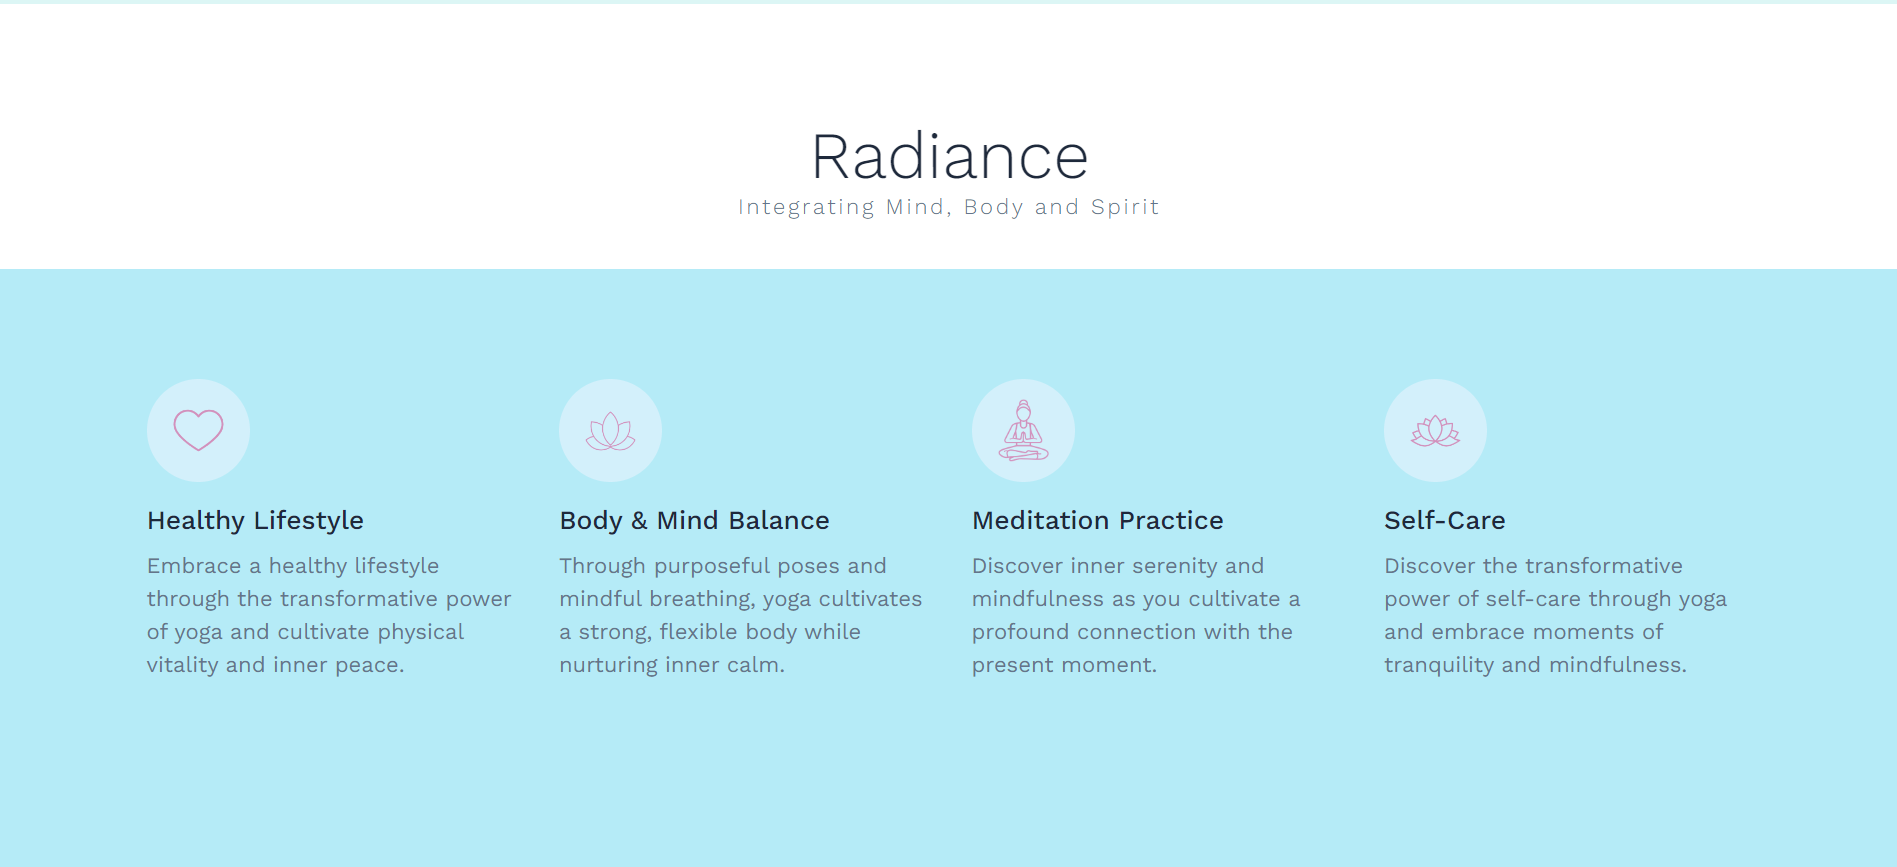 Radiance
Integrating Mind, Body and Spirit
Healthy Lifestyle
Embrace a healthy lifestyle
through the transformative power
of yoga and cultivate physical
vitality and inner peace.
Body & Mind Balance
Through purposeful poses and
mindful breathing, yoga cultivates
a strong, flexible body while
nurturing inner calm.
Meditation Practice
Discover inner serenity and
mindfulness as you cultivate a
profound connection with the
present moment.
Self-Care
Discover the transformative
power of self-care through yoga
and embrace moments of
tranquility and mindfulness.